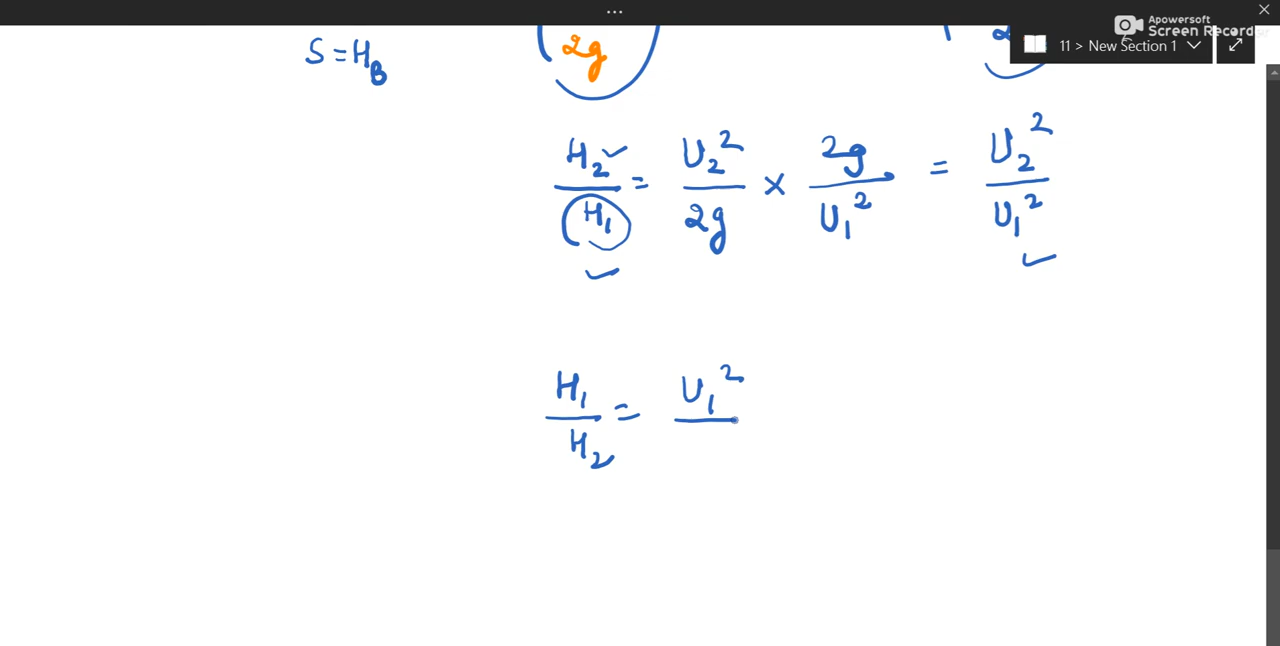 ...
Apowersoft
Screen Recorder
11 > New Section 1
S = H_B
2g
H₂ / H₁ = U₂² / 2g × 2g / U₁² = U₂² / U₁²
H₁ / H₂ = U₁² /